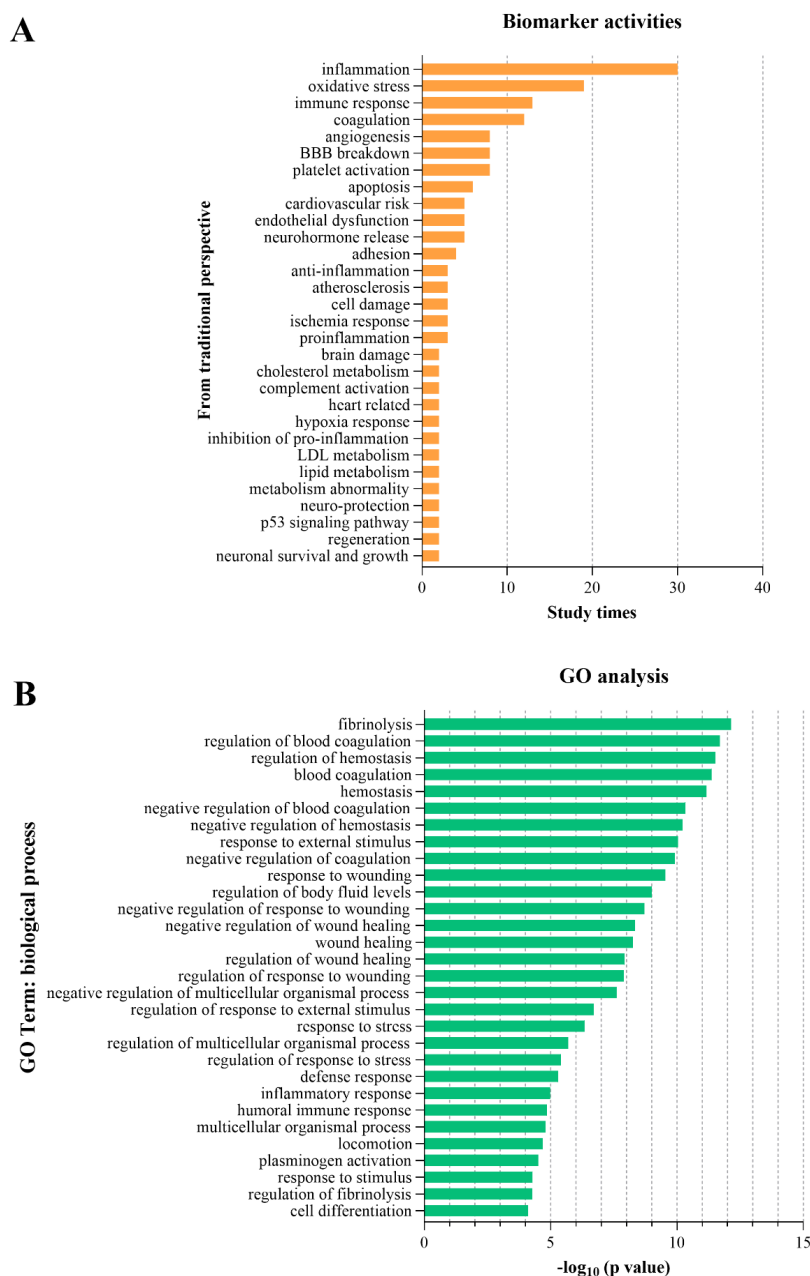 A
Biomarker activities
From traditional perspective
inflammation
oxidative stress
immune response
coagulation
angiogenesis
BBB breakdown
platelet activation
apoptosis
cardiovascular risk
endothelial dysfunction
neurohormone release
adhesion
anti-inflammation
atherosclerosis
cell damage
ischemia response
proinflammation
brain damage
cholesterol metabolism
complement activation
heart related
hypoxia response
inhibition of pro-inflammation
LDL metabolism
lipid metabolism
metabolism abnormality
neuro-protection
p53 signaling pathway
regeneration
neuronal survival and growth
0 10 20 30 40
Study times
B
GO analysis
GO Term: biological process
fibrinolysis
regulation of blood coagulation
regulation of hemostasis
blood coagulation
hemostasis
negative regulation of blood coagulation
negative regulation of hemostasis
response to external stimulus
negative regulation of coagulation
response to wounding
regulation of body fluid levels
negative regulation of response to wounding
negative regulation of wound healing
wound healing
regulation of wound healing
regulation of response to wounding
negative regulation of multicellular organismal process
regulation of response to external stimulus
response to stress
regulation of multicellular organismal process
regulation of response to stress
defense response
inflammatory response
humoral immune response
multicellular organismal process
locomotion
plasminogen activation
response to stimulus
regulation of fibrinolysis
cell differentiation
0 5 10 15
-log₁₀ (p value)